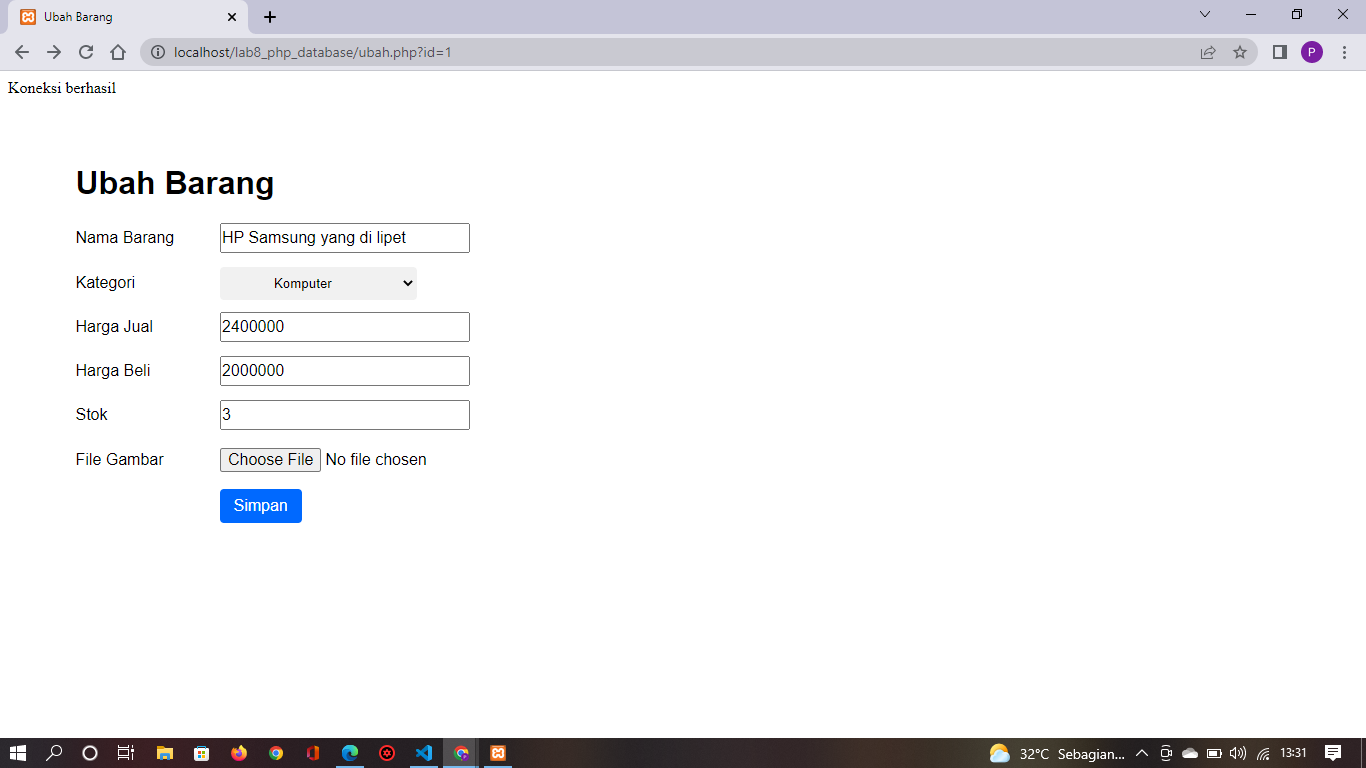 Ubah Barang
localhost/lab8_php_database/ubah.php?id=1
P
Koneksi berhasil
Ubah Barang
Nama Barang HP Samsung yang di lipet
Kategori Komputer
Harga Jual 2400000
Harga Beli 2000000
Stok 3
File Gambar Choose File No file chosen
Simpan
32°C Sebagian... 13:31